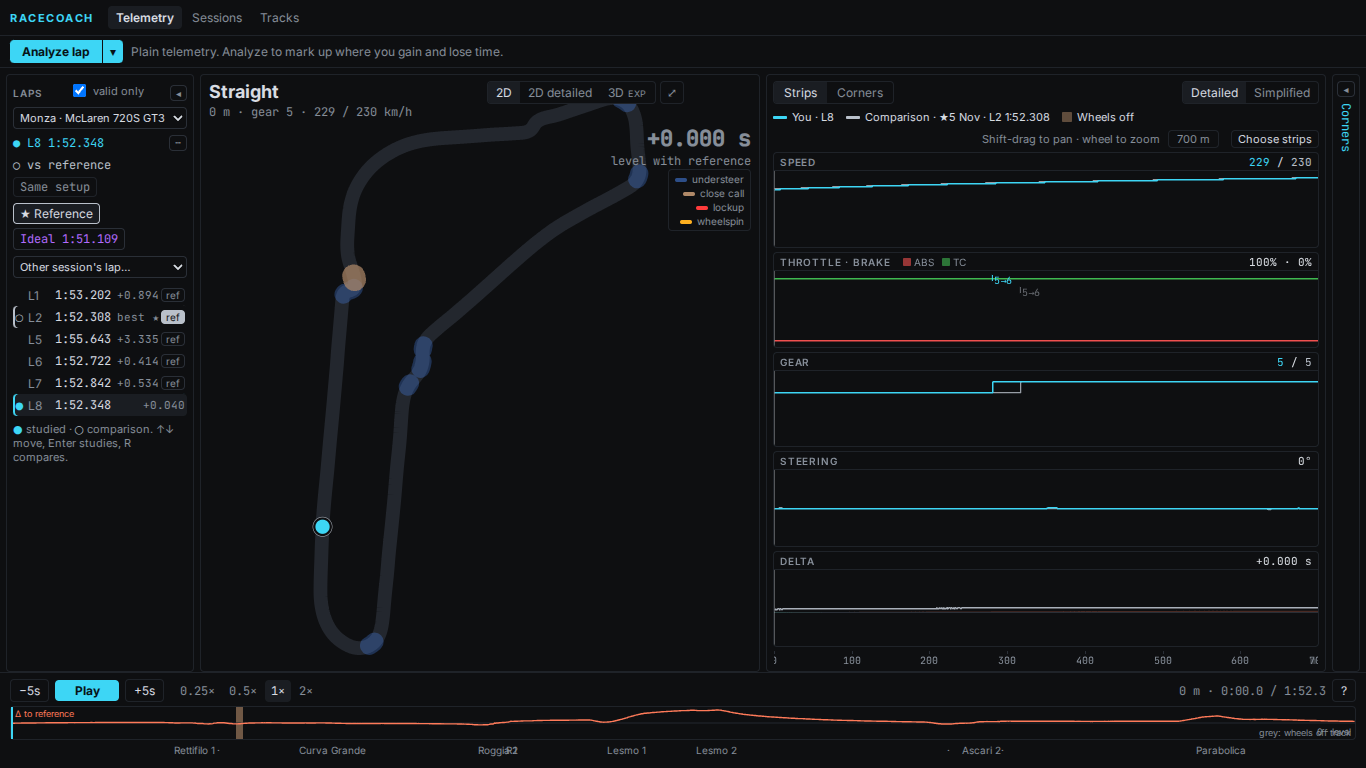 RACECOACH Telemetry Sessions Tracks
Analyze lap ▾ Plain telemetry. Analyze to mark up where you gain and lose time.
LAPS valid only ◂
Monza · McLaren 720S GT3
L8 1:52.348 −
○ vs reference
Same setup
★ Reference
Ideal 1:51.109
Other session's lap...
L1 1:53.202 +0.894 ref
○ L2 1:52.308 best ★ ref
L5 1:55.643 +3.335 ref
L6 1:52.722 +0.414 ref
L7 1:52.842 +0.534 ref
● L8 1:52.348 +0.040
● studied · ○ comparison. ↑↓
move, Enter studies, R
compares.
Straight
0 m · gear 5 · 229 / 230 km/h
2D 2D detailed 3D EXP ⤢
+0.000 s
level with reference
understeer
close call
lockup
wheelspin
Strips Corners Detailed Simplified
You · L8 Comparison · ★5 Nov · L2 1:52.308 Wheels off
Shift-drag to pan · wheel to zoom 700 m Choose strips
SPEED 229 / 230
THROTTLE · BRAKE ABS TC 100% · 0%
5→6
5→6
GEAR 5 / 5
STEERING 0°
DELTA +0.000 s
0 100 200 300 400 500 600
◂
Corners
−5s Play +5s 0.25× 0.5× 1× 2× 0 m · 0:00.0 / 1:52.3 ?
Δ to reference
grey: wheels off track
Rettifilo 1· Curva Grande Roggia Lesmo 1 Lesmo 2 · Ascari 2· Parabolica